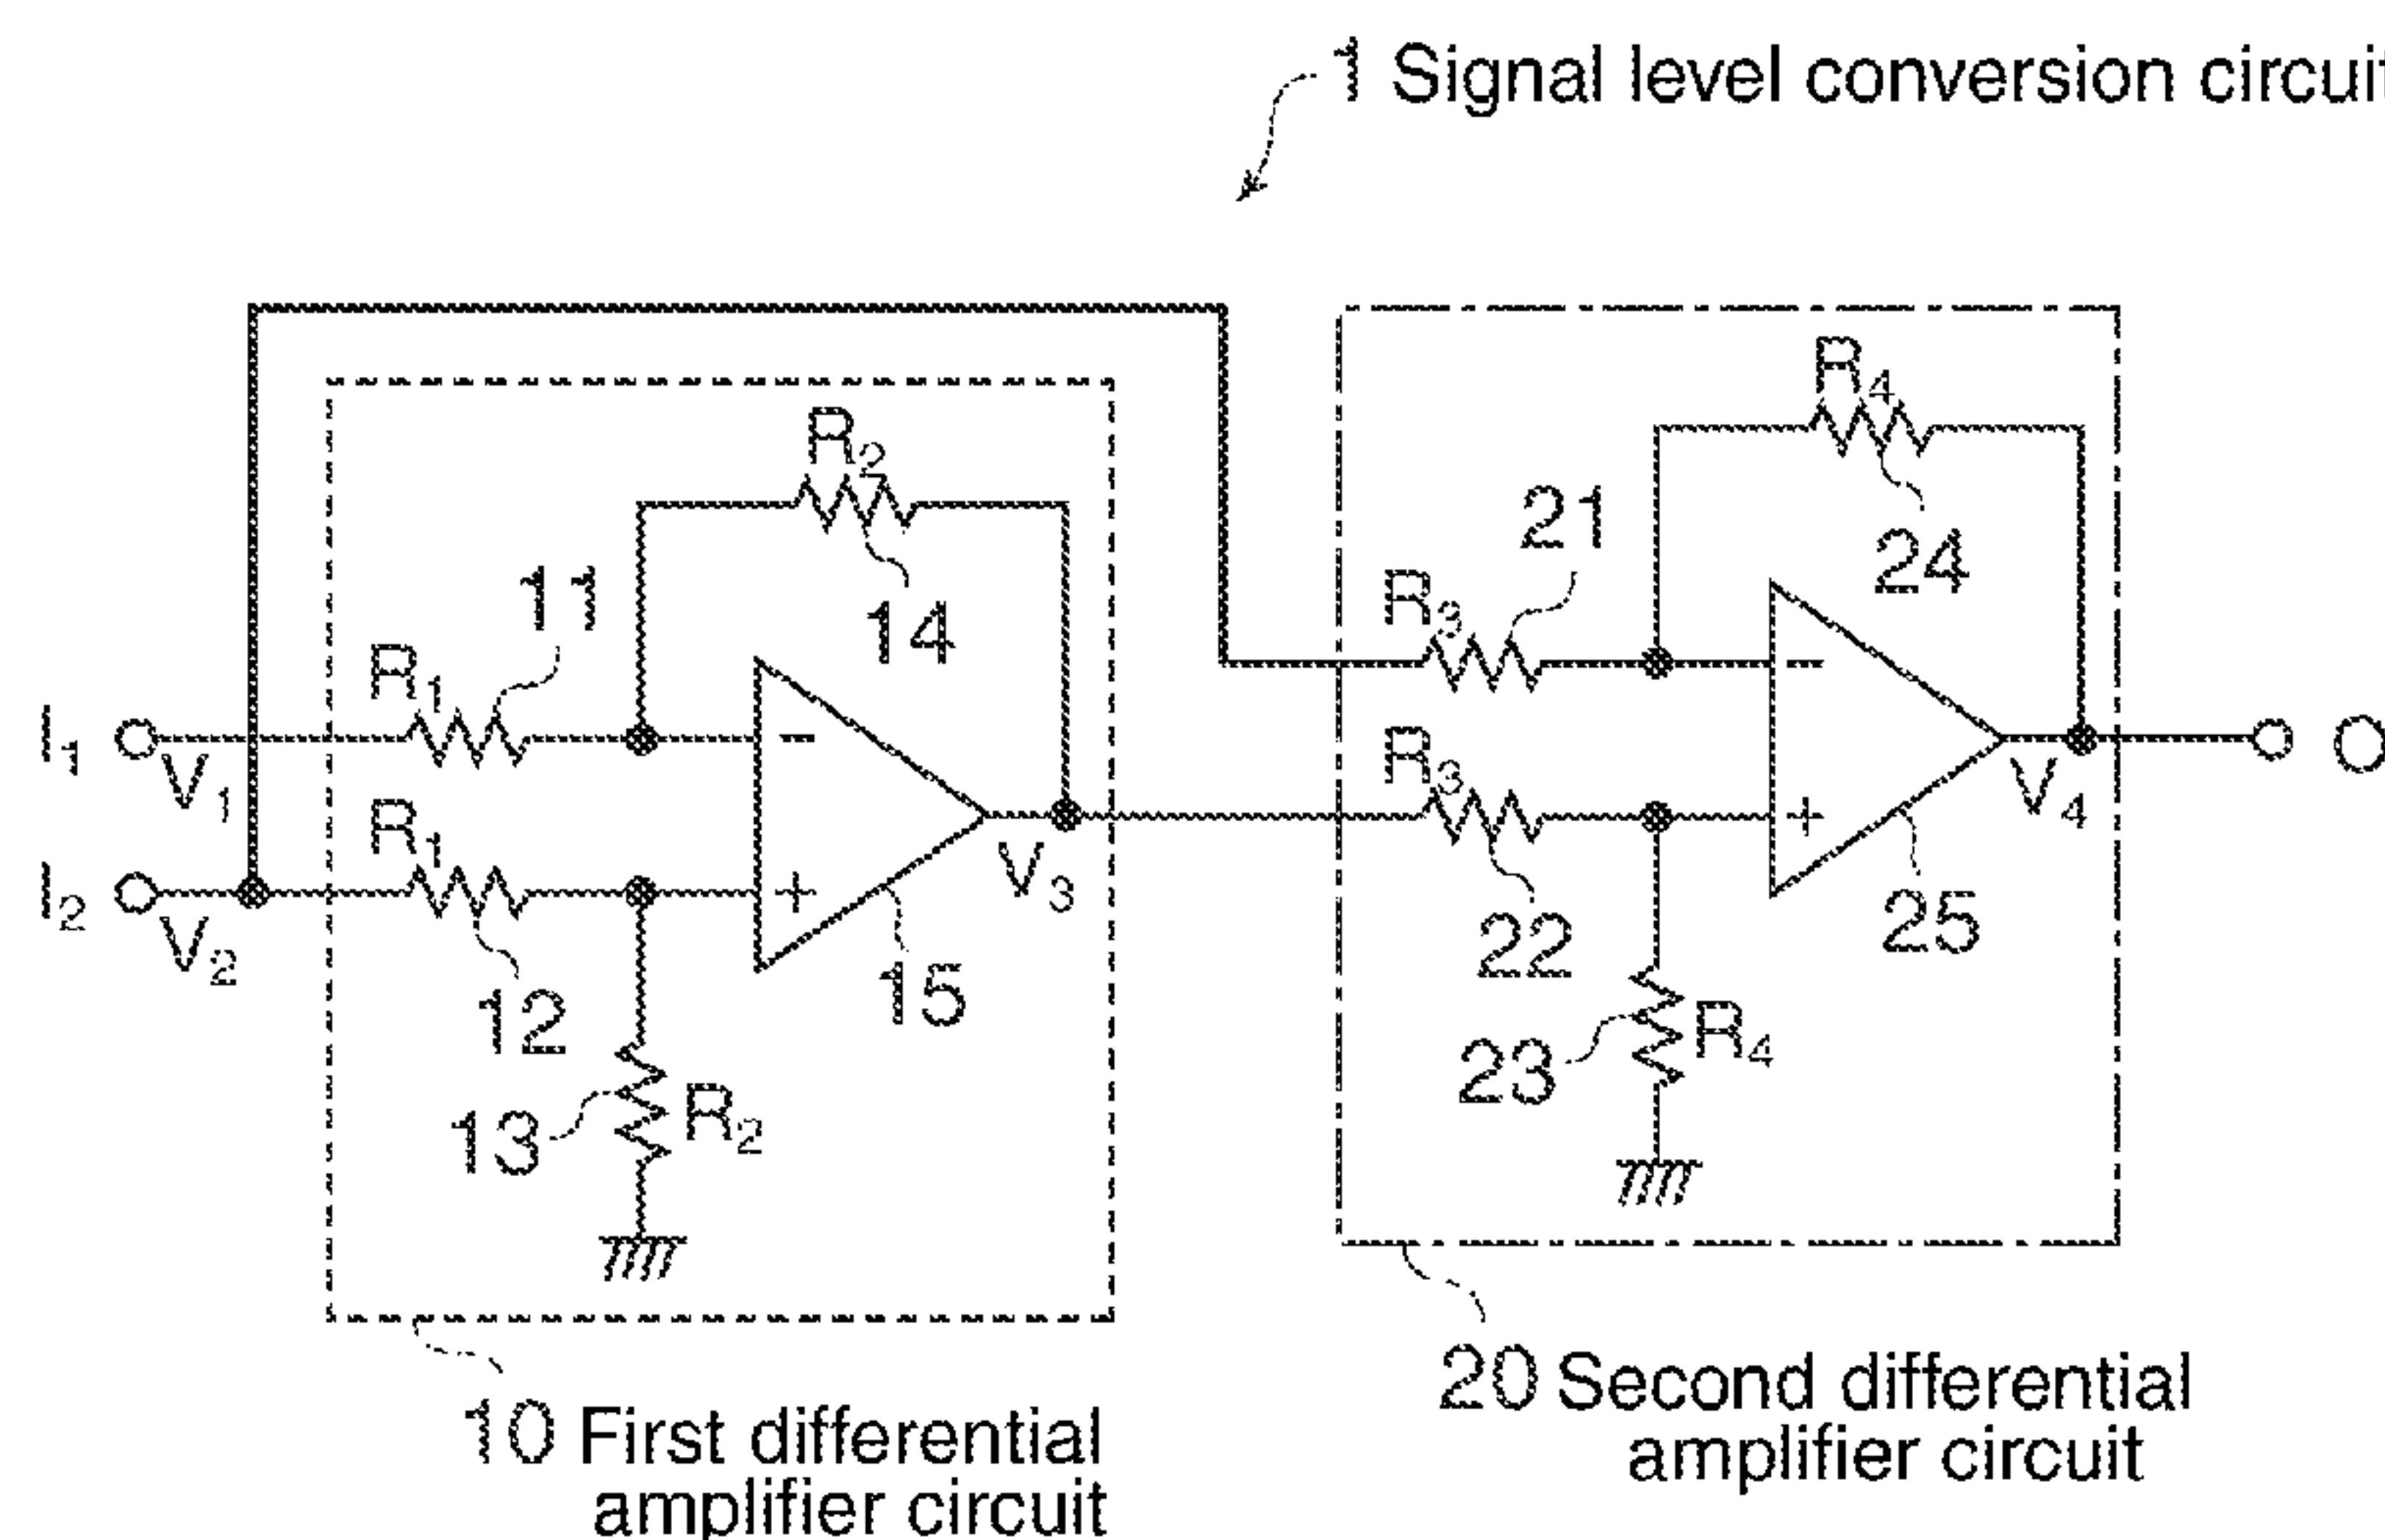 1 Signal level conversion circuit
R4
R2
21
24
11
14
R3
R1
I1
V1
R3
V4
O
R1
V3
I2
V2
+
−
+
−
25
22
15
12
23
R4
13
R2
20 Second differential
amplifier circuit
10 First differential
amplifier circuit